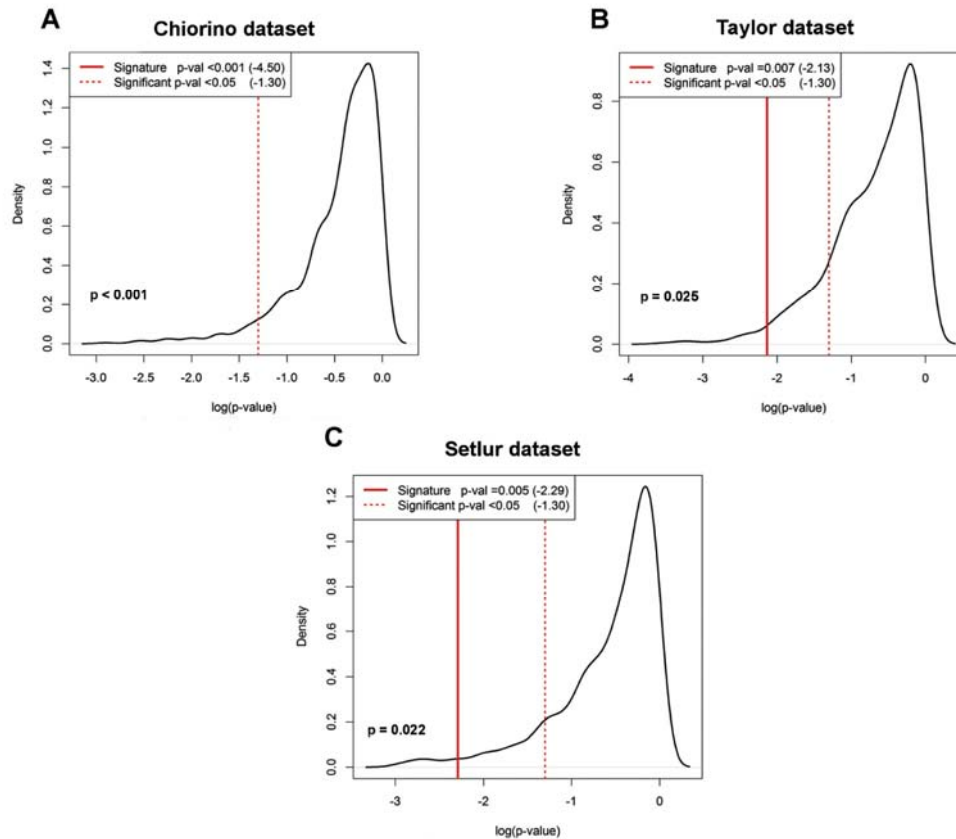 A
Chiorino dataset
Signature p-val <0.001 (-4.50)
Significant p-val <0.05 (-1.30)
Density
0.0 0.2 0.4 0.6 0.8 1.0 1.2 1.4
p < 0.001
-3.0 -2.5 -2.0 -1.5 -1.0 -0.5 0.0
log(p-value)
B
Taylor dataset
Signature p-val =0.007 (-2.13)
Significant p-val <0.05 (-1.30)
Density
0.0 0.2 0.4 0.6 0.8
p = 0.025
-4 -3 -2 -1 0
log(p-value)
C
Setlur dataset
Signature p-val =0.005 (-2.29)
Significant p-val <0.05 (-1.30)
Density
0.0 0.2 0.4 0.6 0.8 1.0 1.2
p = 0.022
-3 -2 -1 0
log(p-value)